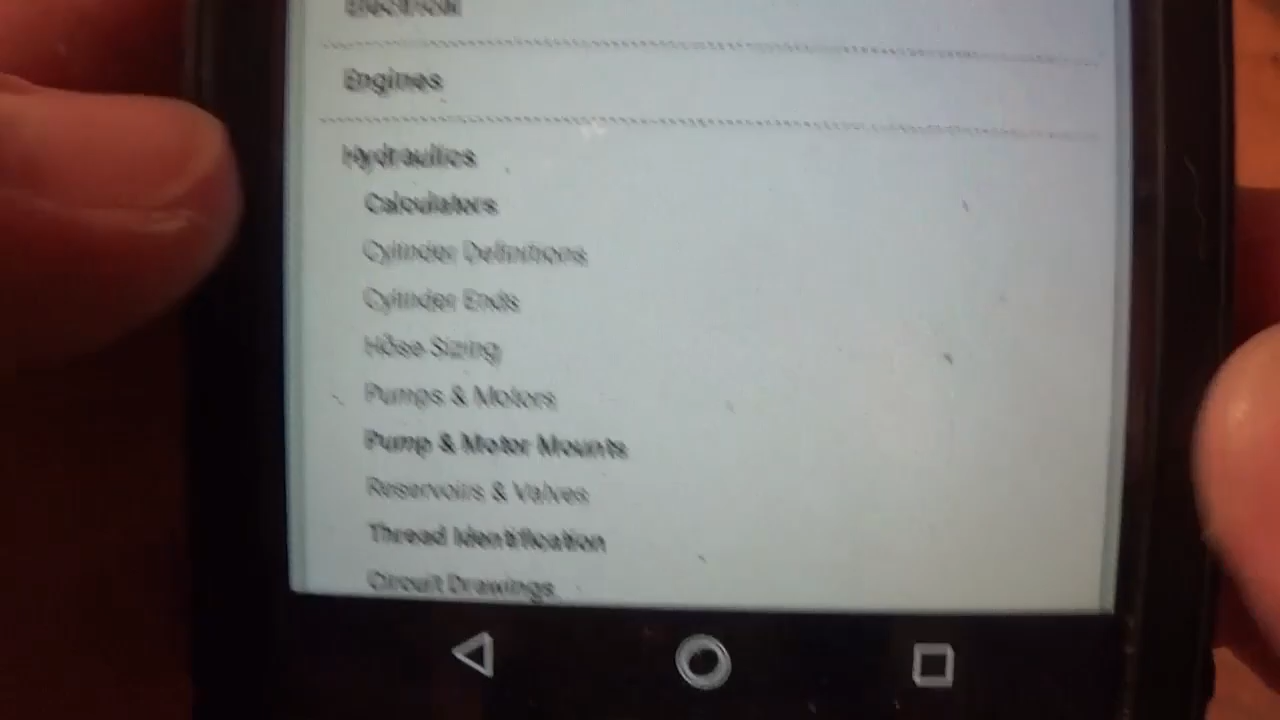 Electrical
Engines
Hydraulics
Calculators
Cylinder Definitions
Cylinder Ends
Hose Sizing
Pumps & Motors
Pump & Motor Mounts
Reservoirs & Valves
Thread Identification
Circuit Drawings